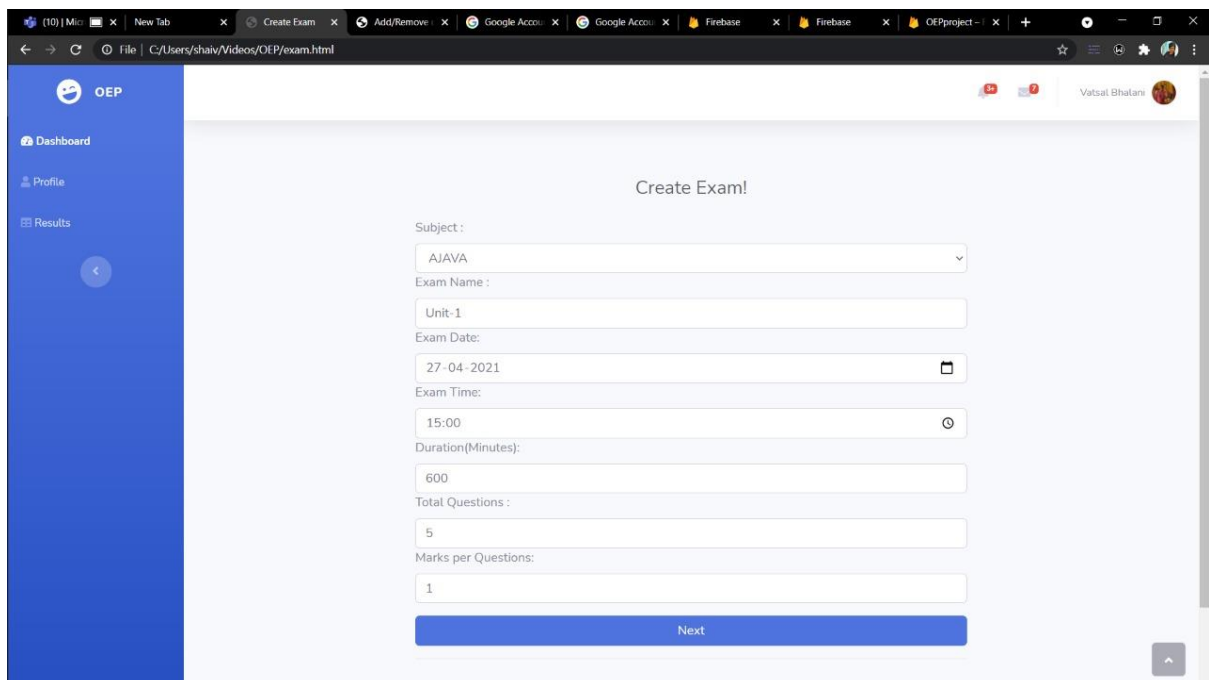 (10) | Mic
New Tab
Create Exam
Add/Remove
Google Accou
Google Accou
Firebase
Firebase
OEPproject –
File | C:/Users/shaiv/Videos/OEP/exam.html
OEP
3+
7
Vatsal Bhalani
Dashboard
Profile
Results
Create Exam!
Subject :
AJAVA
Exam Name :
Unit-1
Exam Date:
27-04-2021
Exam Time:
15:00
Duration(Minutes):
600
Total Questions :
5
Marks per Questions:
1
Next